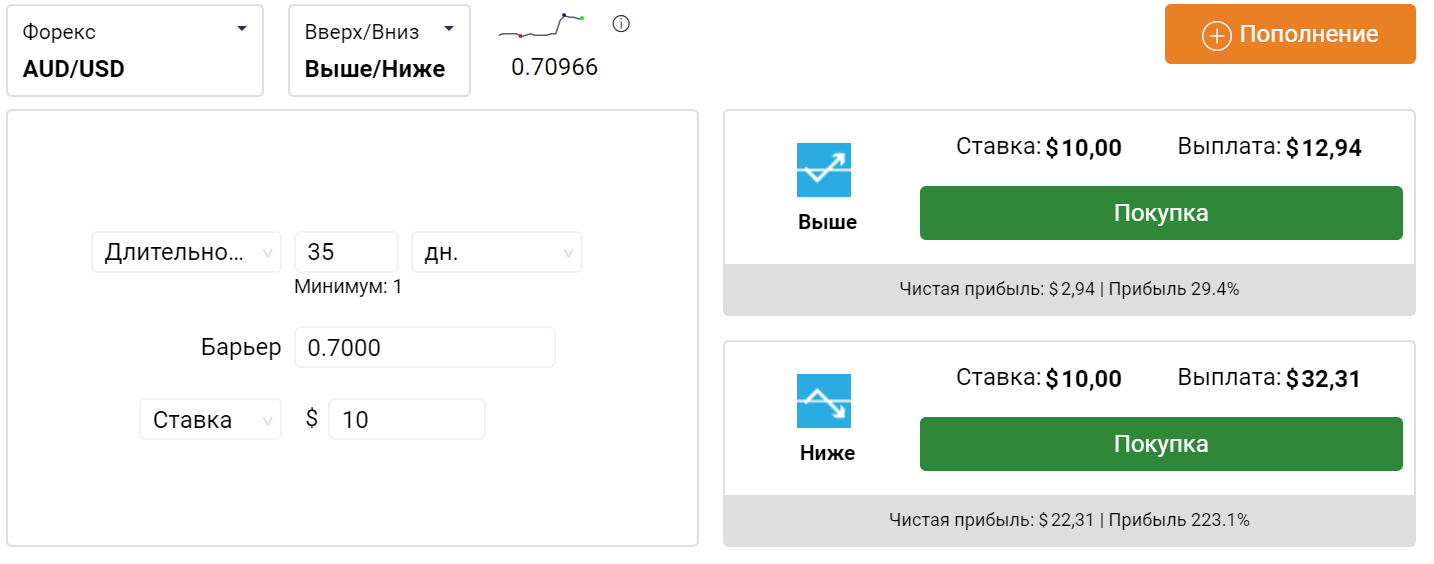 Форекс
AUD/USD
Вверх/Вниз
Выше/Ниже
0.70966
Пополнение
Длительно...
35
дн.
Минимум: 1
Барьер
0.7000
Ставка
$
10
Выше
Ставка: $10,00
Выплата: $12,94
Покупка
Чистая прибыль: $2,94 | Прибыль 29.4%
Ниже
Ставка: $10,00
Выплата: $32,31
Покупка
Чистая прибыль: $22,31 | Прибыль 223.1%